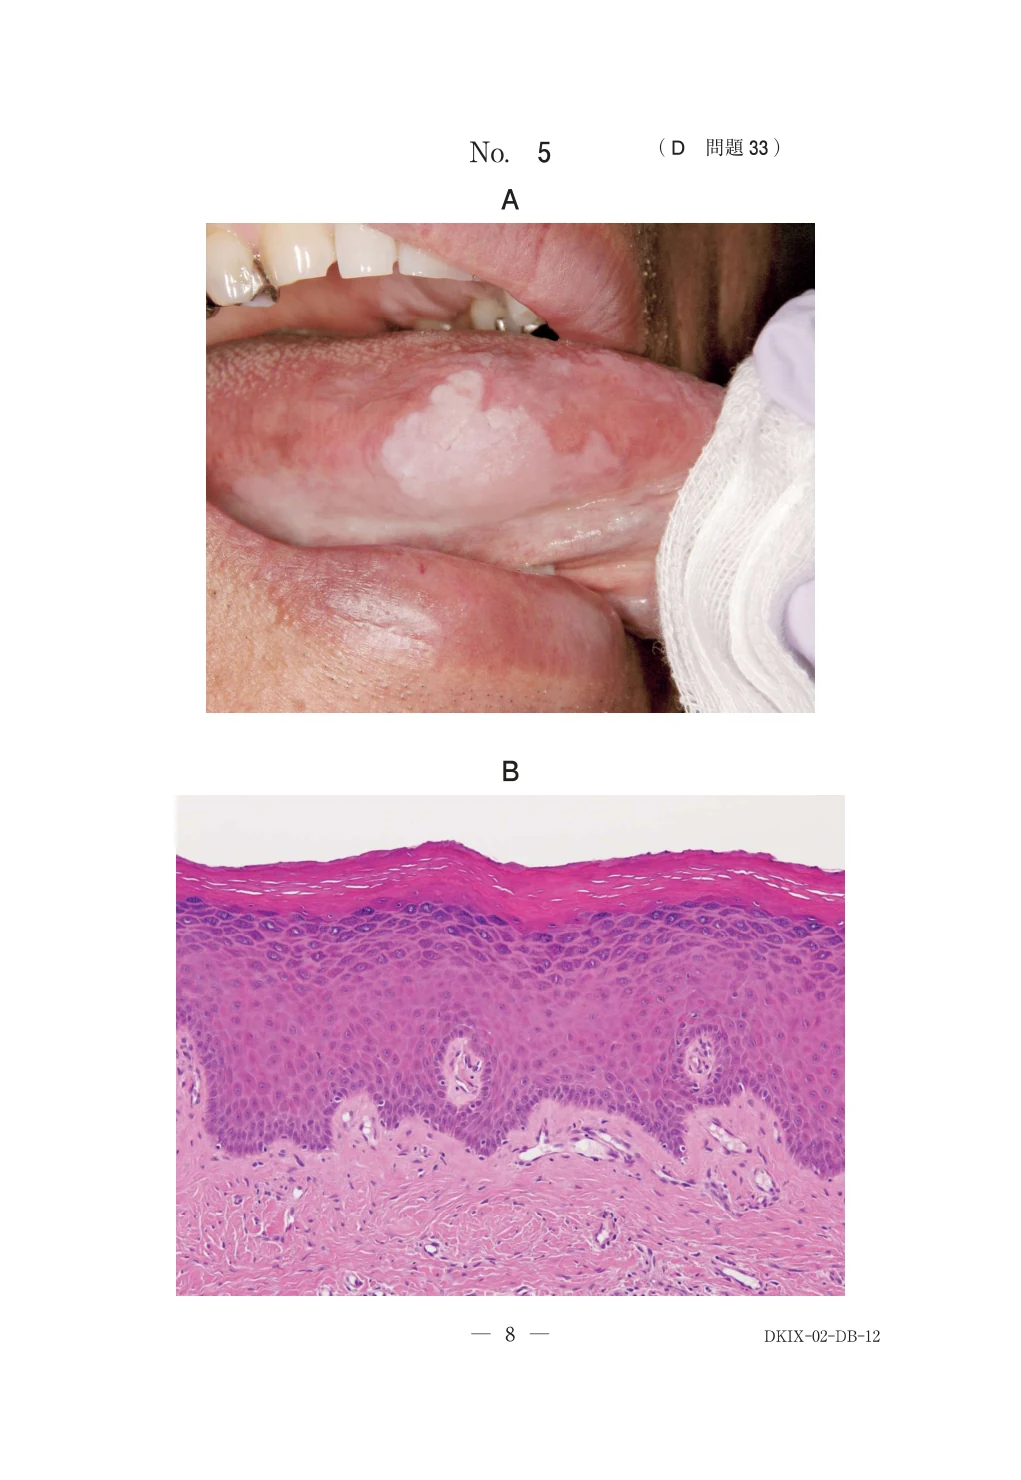 No. 5 （D 問題 33）
A
B
— 8 —
DKIX-02-DB-12